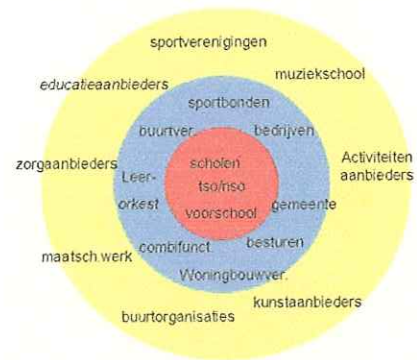 sportverenigingen
educatieaanbieders
muziekschool
sportbonden
buurtver.
bedrijven
zorgaanbieders
scholen
Activiteiten
aanbieders
Leer-
orkest
tso/nso
voorschool
gemeente
maatsch.werk
combifunct.
besturen
Woningbouwver.
kunstaanbieders
buurtorganisaties